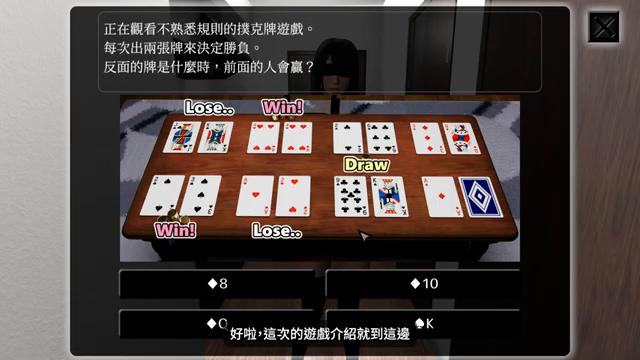 正在觀看不熟悉規則的撲克牌遊戲。
每次出兩張牌來決定勝負。
反面的牌是什麼時，前面的人會贏？
Lose..
Win!
Draw
Win!
Lose..
♦8
♦10
♦Q
♠K
好啦，這次的遊戲介紹就到這邊